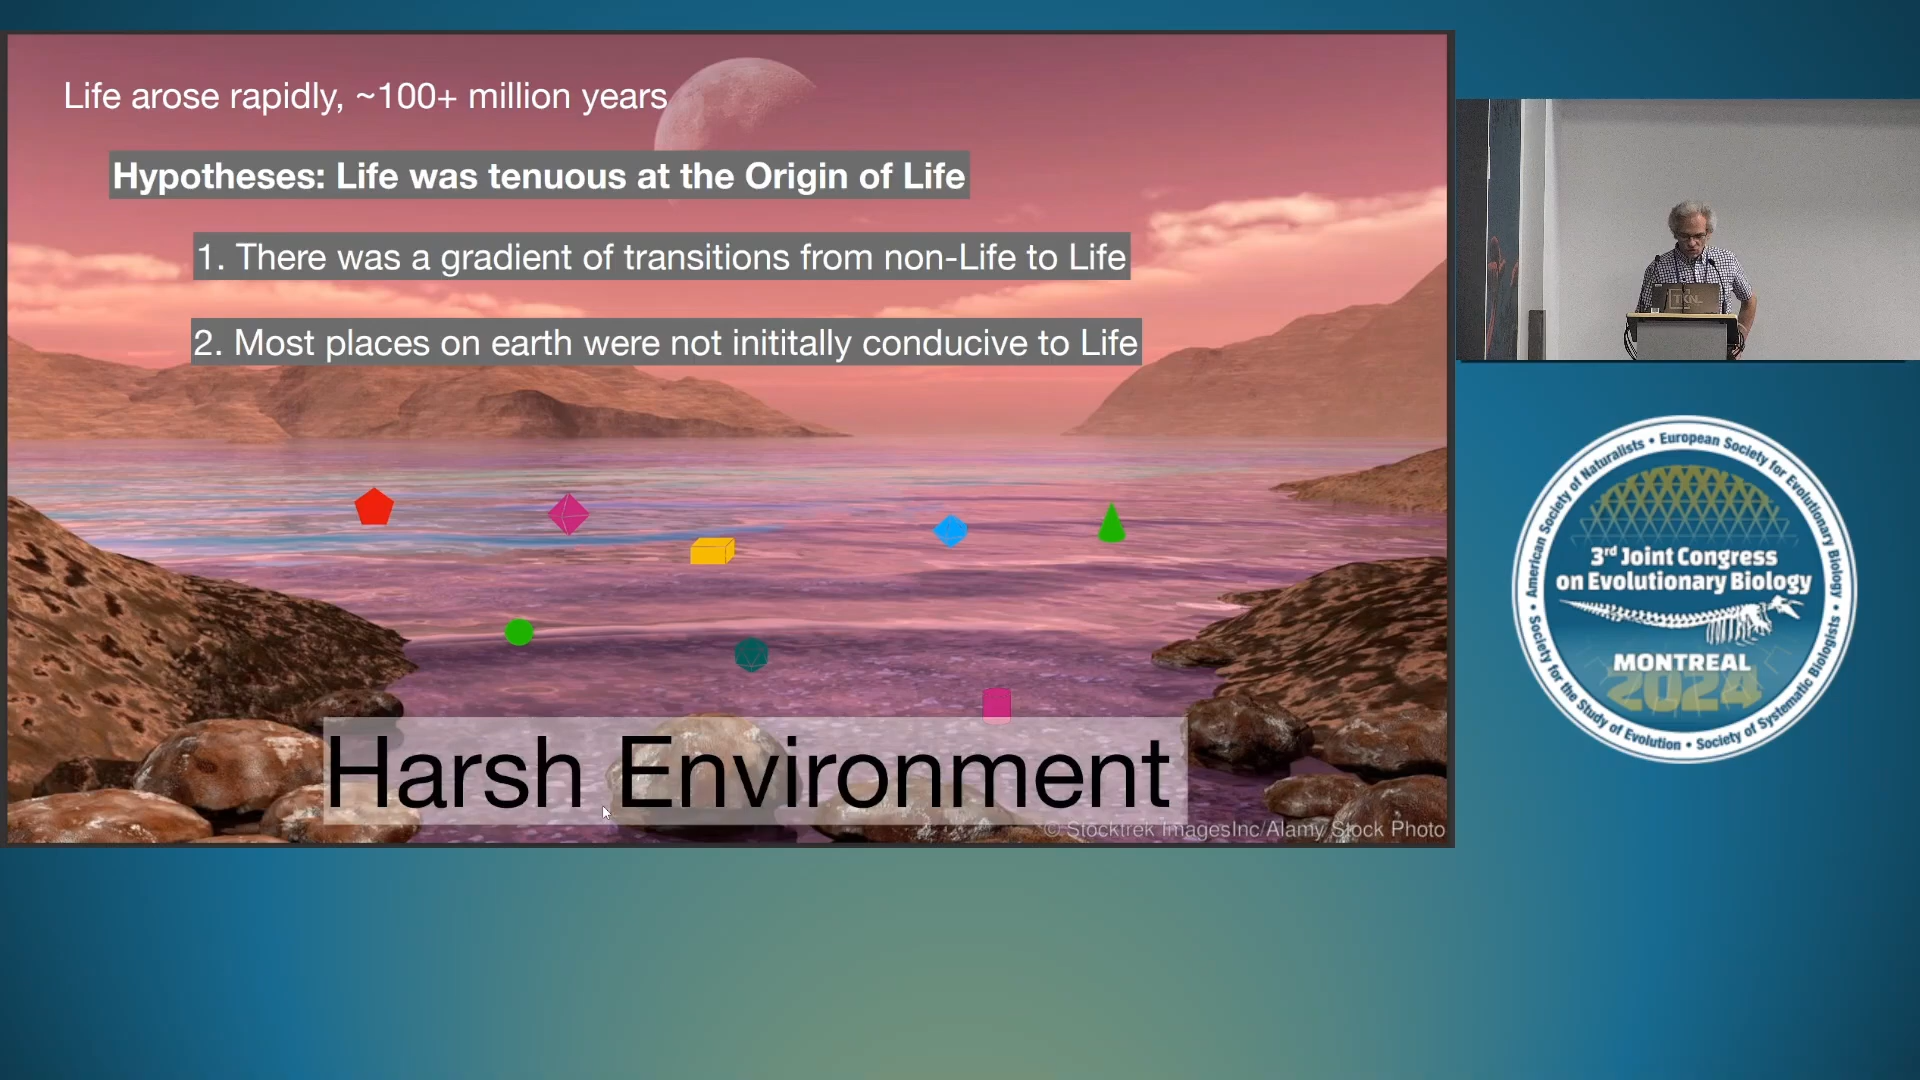 Life arose rapidly, ~100+ million years
Hypotheses: Life was tenuous at the Origin of Life
1. There was a gradient of transitions from non-Life to Life
2. Most places on earth were not inititally conducive to Life
Harsh Environment
© Stocktrek ImagesInc/Alamy Stock Photo
TKNL
American Society of Naturalists • European Society for Evolutionary Biology •
3rd Joint Congress
on Evolutionary Biology
MONTREAL
2024
Society for the Study of Evolution • Society of Systematic Biologists •